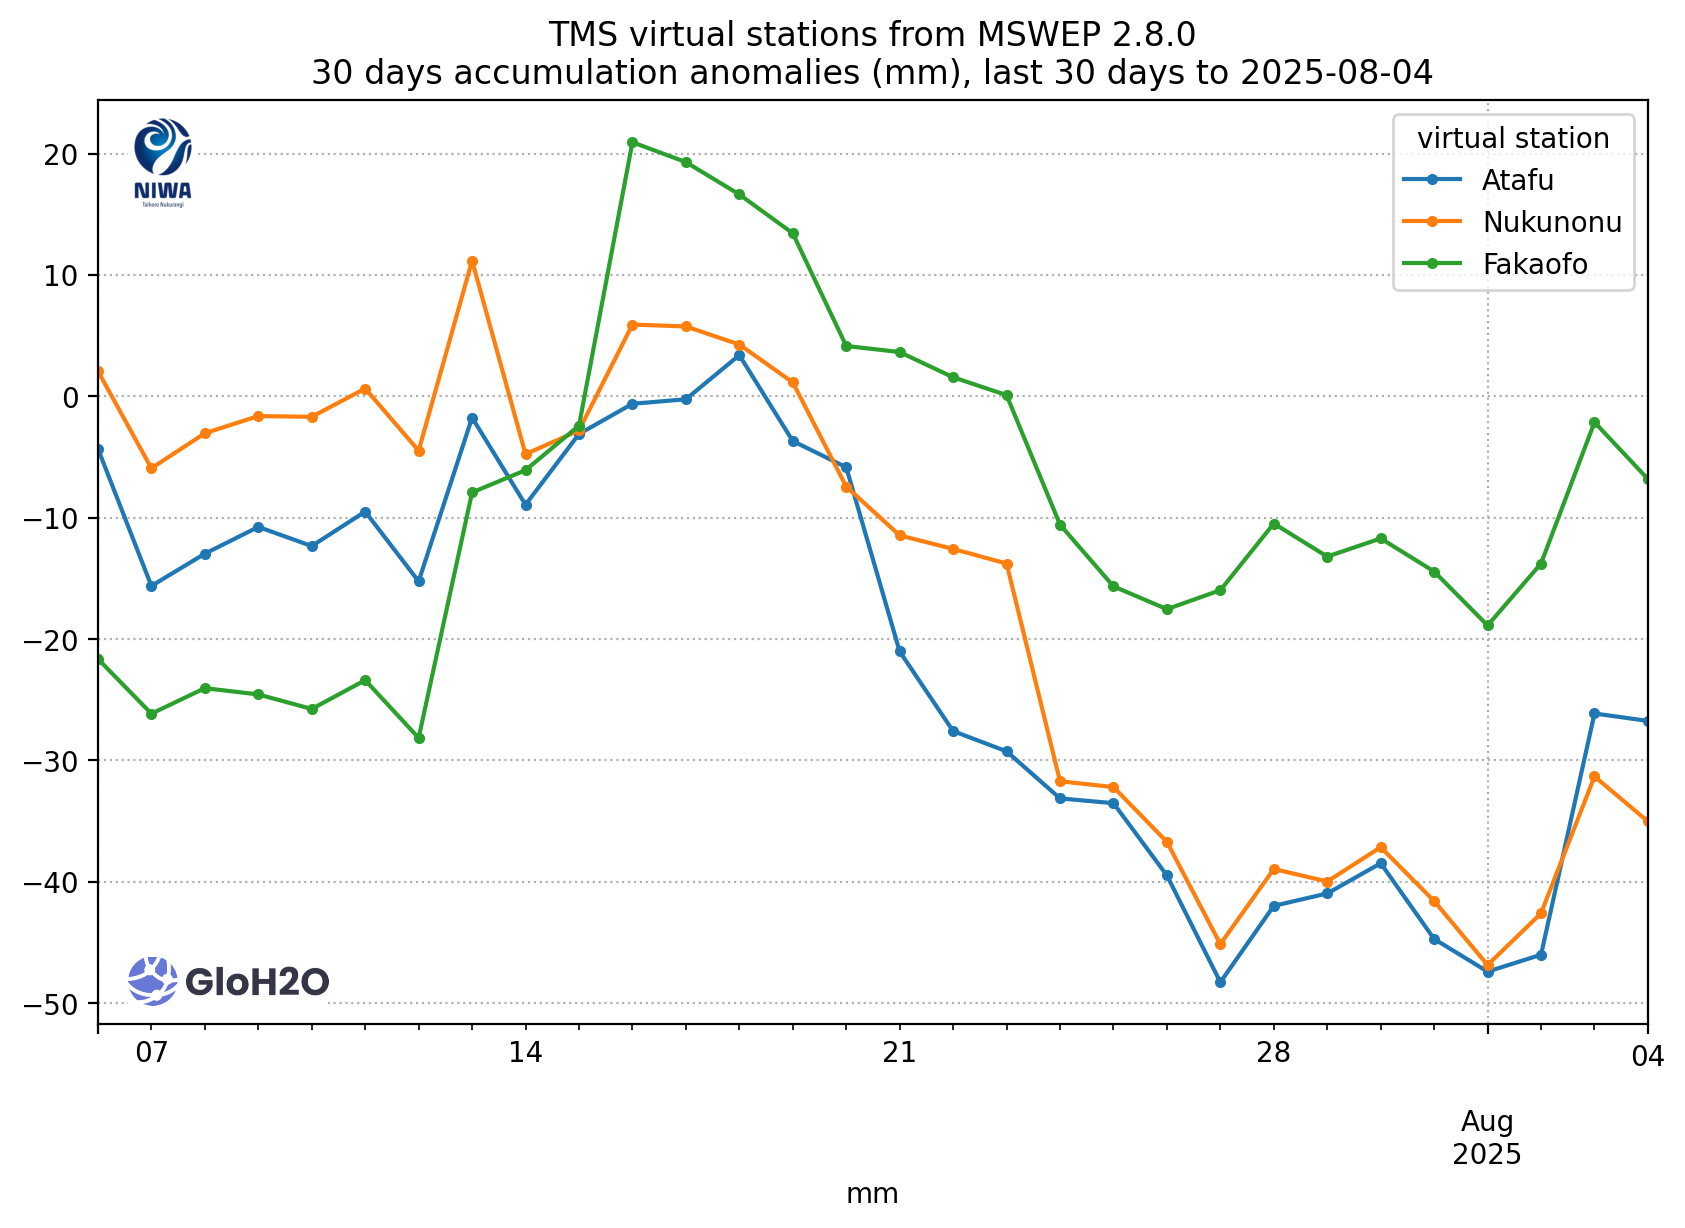 TMS virtual stations from MSWEP 2.8.0
30 days accumulation anomalies (mm), last 30 days to 2025-08-04
NIWA
Taihoro Nukurangi
virtual station
Atafu
Nukunonu
Fakaofo
20
10
0
−10
−20
−30
−40
−50
GloH2O
07
14
21
28
04
Aug
2025
mm